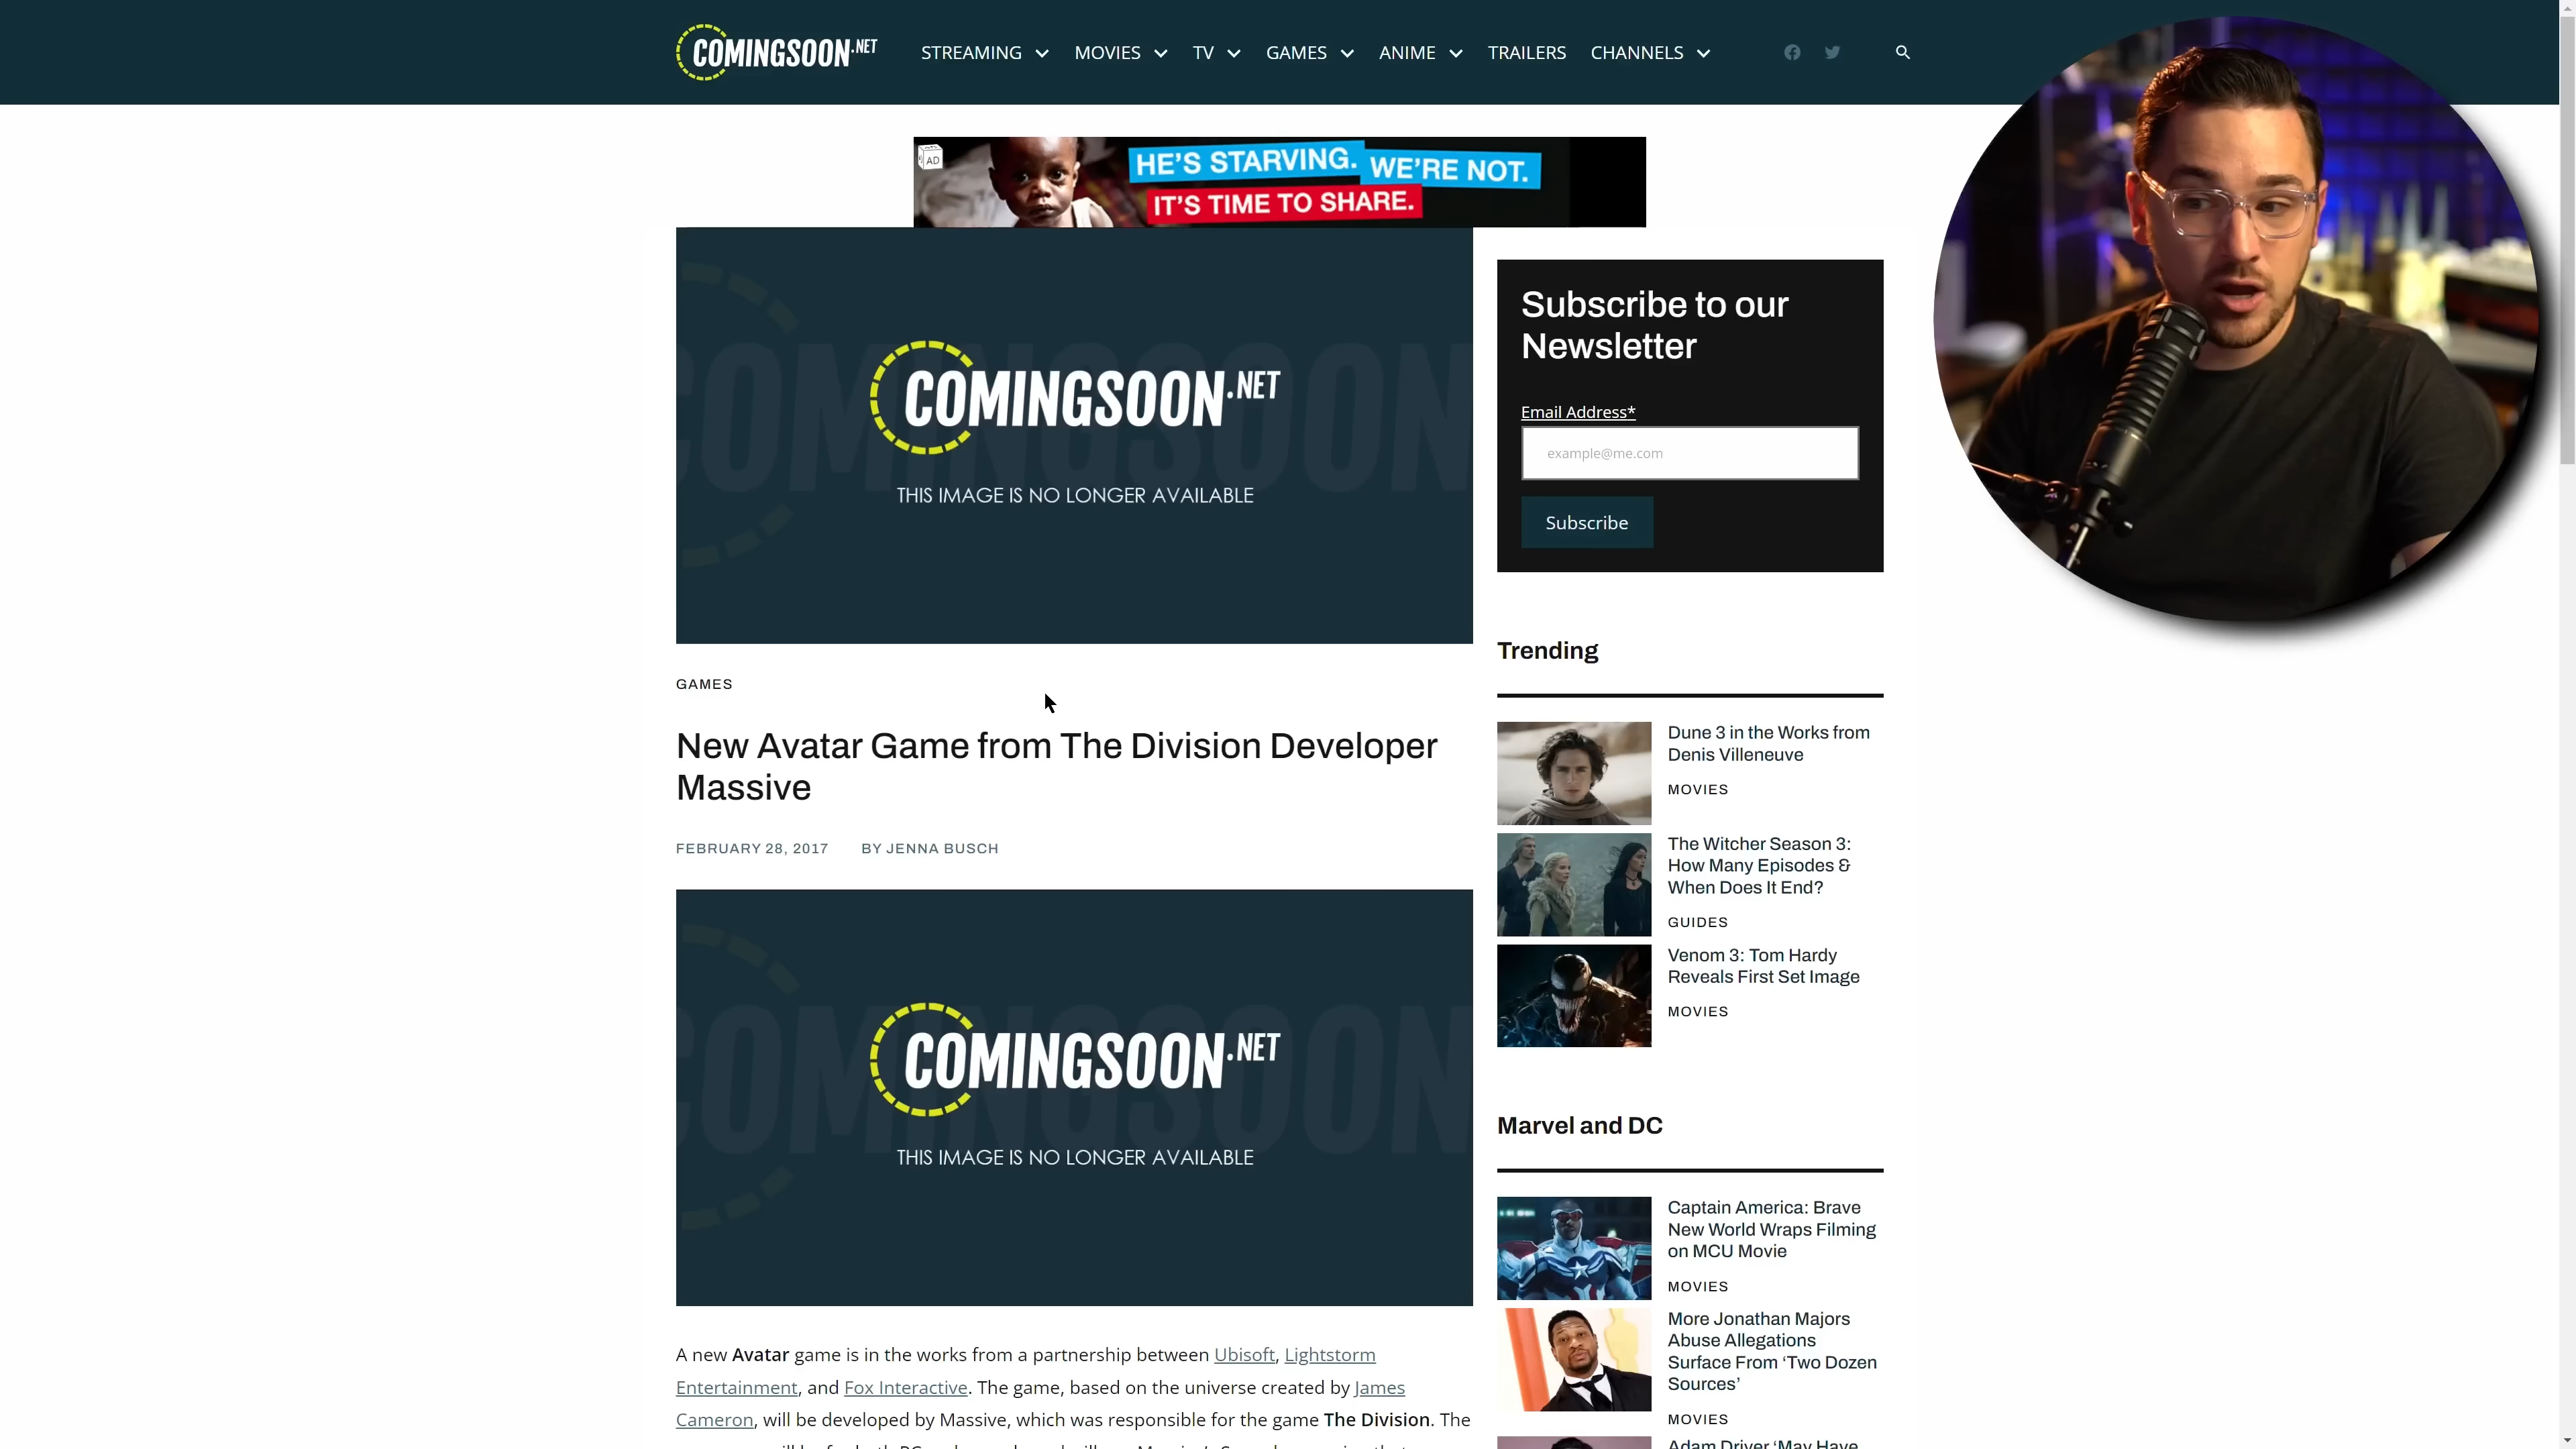 COMINGSOON.NET
STREAMING
MOVIES
TV
GAMES
ANIME
TRAILERS
CHANNELS
AD
HE'S STARVING. WE'RE NOT.
IT'S TIME TO SHARE.
COMINGSOON.NET
THIS IMAGE IS NO LONGER AVAILABLE
GAMES
New Avatar Game from The Division Developer
Massive
FEBRUARY 28, 2017 BY JENNA BUSCH
COMINGSOON.NET
THIS IMAGE IS NO LONGER AVAILABLE
A new Avatar game is in the works from a partnership between Ubisoft, Lightstorm
Entertainment, and Fox Interactive. The game, based on the universe created by James
Cameron, will be developed by Massive, which was responsible for the game The Division. The
Subscribe to our
Newsletter
Email Address*
example@me.com
Subscribe
Trending
Dune 3 in the Works from
Denis Villeneuve
MOVIES
The Witcher Season 3:
How Many Episodes &
When Does It End?
GUIDES
Venom 3: Tom Hardy
Reveals First Set Image
MOVIES
Marvel and DC
Captain America: Brave
New World Wraps Filming
on MCU Movie
MOVIES
More Jonathan Majors
Abuse Allegations
Surface From ‘Two Dozen
Sources’
MOVIES
Adam Driver ‘May Have